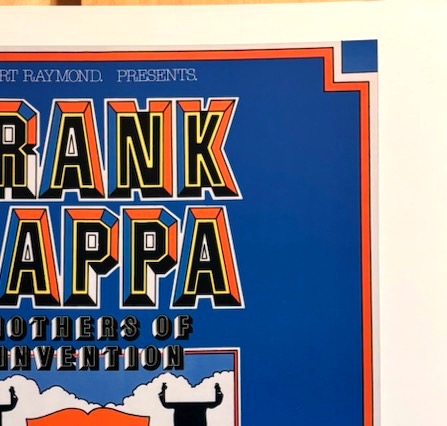 RT RAYMOND. PRESENTS.
RANK
APPA
OTHERS OF
INVENTION